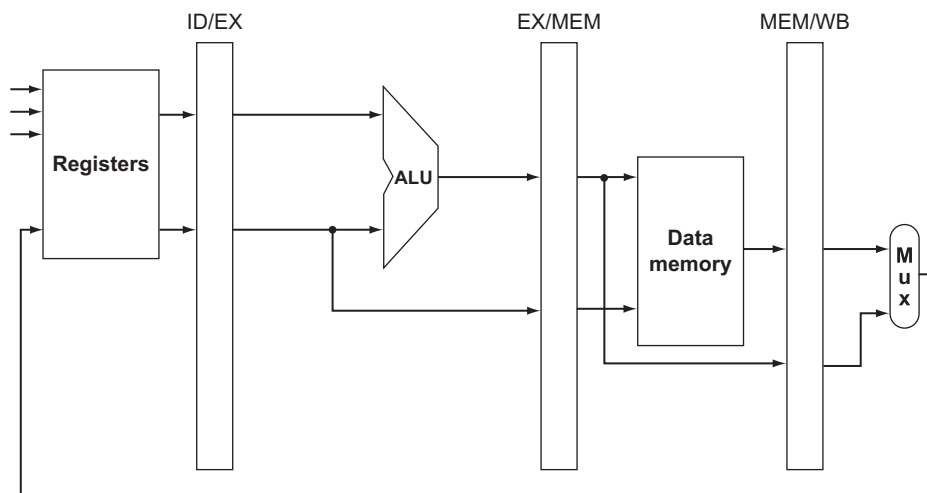 ID/EX
EX/MEM
MEM/WB
Registers
ALU
Data
memory
M
u
x